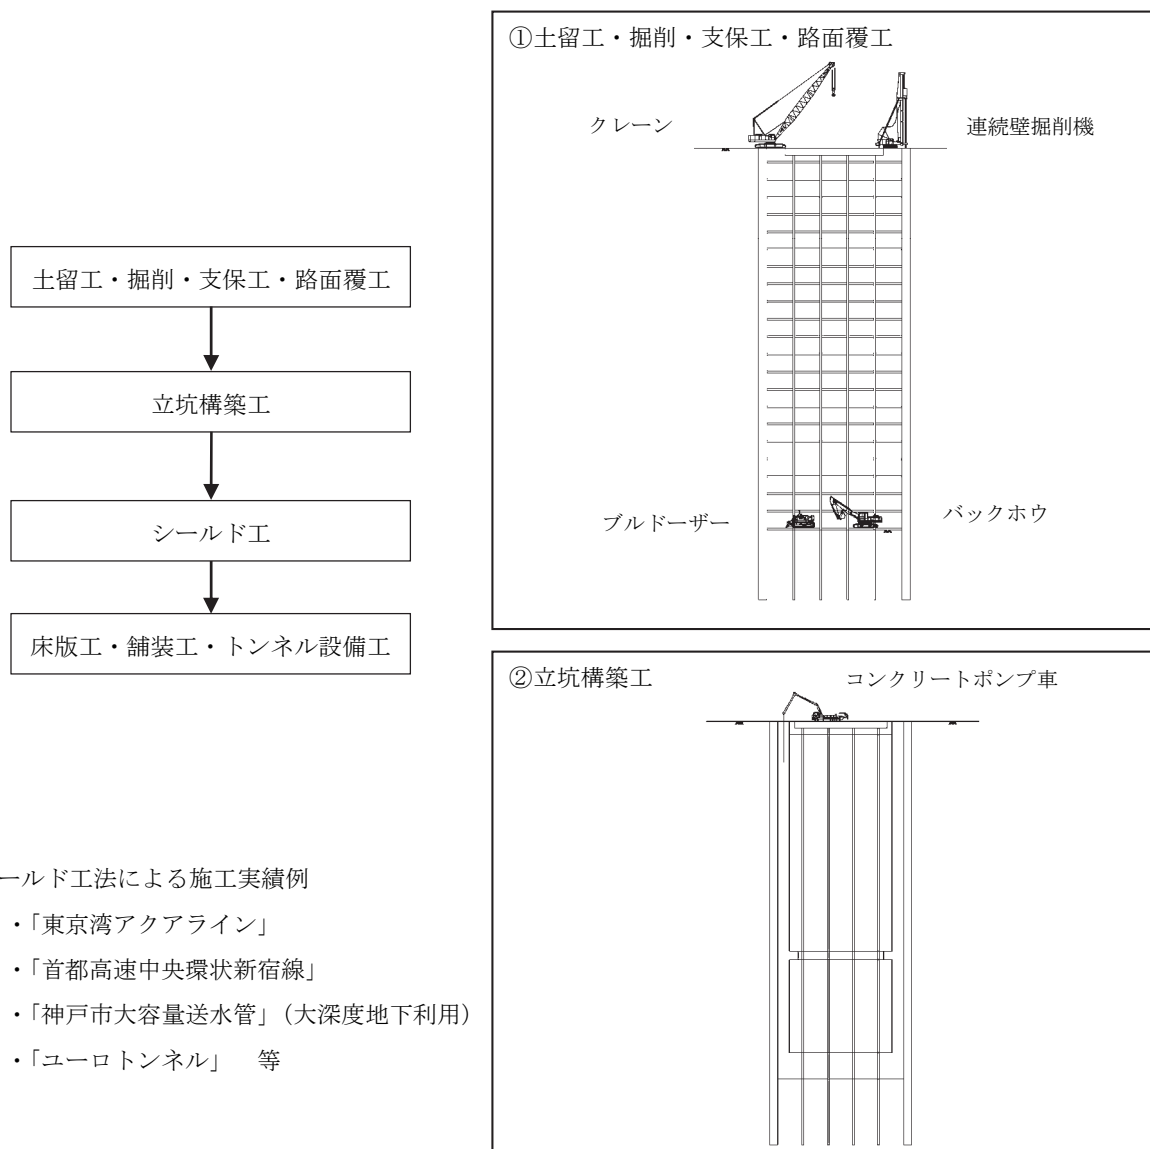 土留工・掘削・支保工・路面覆工
立坑構築工
シールド工
床版工・舗装工・トンネル設備工
ールド工法による施工実績例
・「東京湾アクアライン」
・「首都高速中央環状新宿線」
・「神戸市大容量送水管」（大深度地下利用）
・「ユーロトンネル」　等
①土留工・掘削・支保工・路面覆工
クレーン
連続壁掘削機
ブルドーザー
バックホウ
②立坑構築工
コンクリートポンプ車